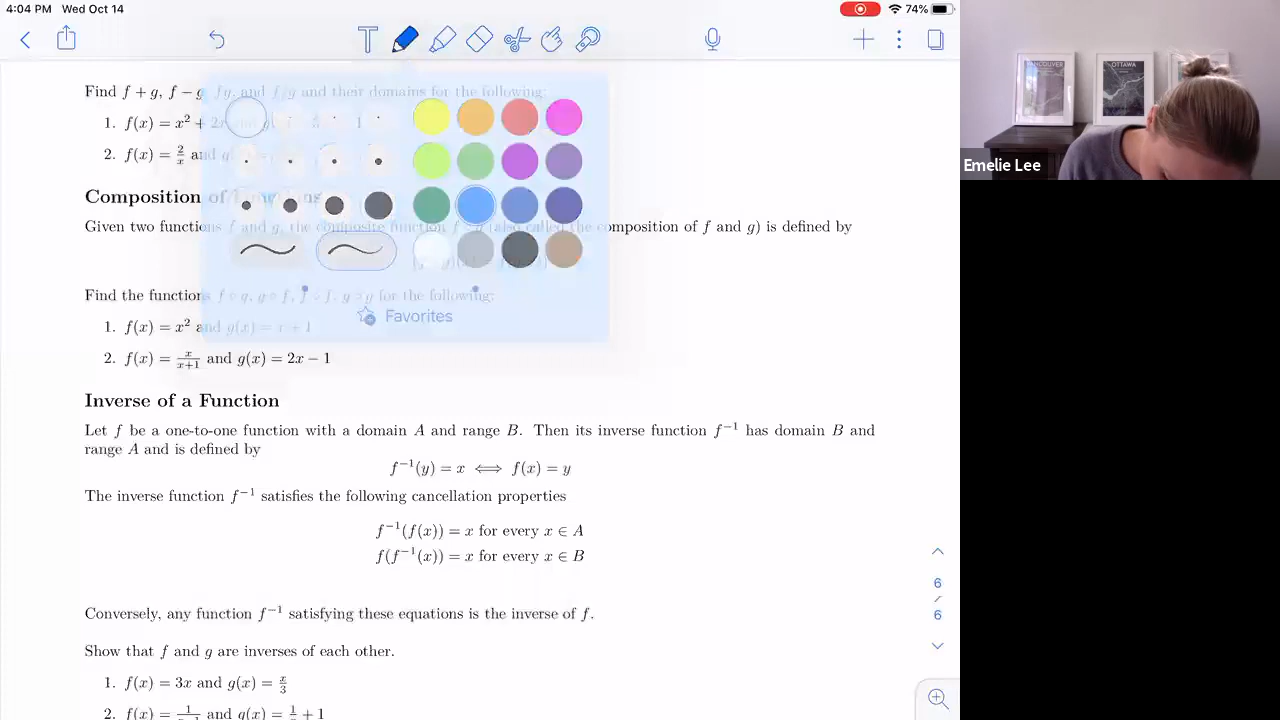 4:04 PM Wed Oct 14
74%
T
Find f + g, f − g, fg, and f/g and their domains for the following:
1. f(x) = x² + 2x
2. f(x) = 2/x and g
Composition of Functions
Given two functions f and g, the composite function f ∘ g (also called the composition of f and g) is defined by
Find the functions f ∘ g, g ∘ f, f ∘ f, g ∘ g for the following:
1. f(x) = x² and g(x) = x + 1
2. f(x) = x/(x+1) and g(x) = 2x − 1
Favorites
Inverse of a Function
Let f be a one-to-one function with a domain A and range B. Then its inverse function f⁻¹ has domain B and
range A and is defined by
f⁻¹(y) = x ⟺ f(x) = y
The inverse function f⁻¹ satisfies the following cancellation properties
f⁻¹(f(x)) = x for every x ∈ A
f(f⁻¹(x)) = x for every x ∈ B
Conversely, any function f⁻¹ satisfying these equations is the inverse of f.
Show that f and g are inverses of each other.
1. f(x) = 3x and g(x) = x/3
2. f(x) = and g(x) = + 1
6
/
6
VANCOUVER
OTTAWA
Emelie Lee